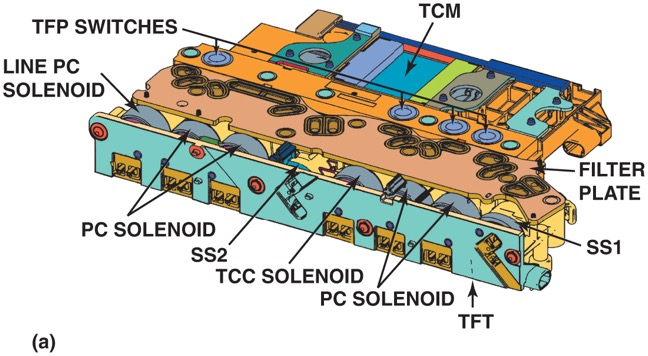 TCM
TFP SWITCHES
LINE PC
SOLENOID
FILTER
PLATE
PC SOLENOID
SS2
SS1
TCC SOLENOID
PC SOLENOID
TFT
(a)